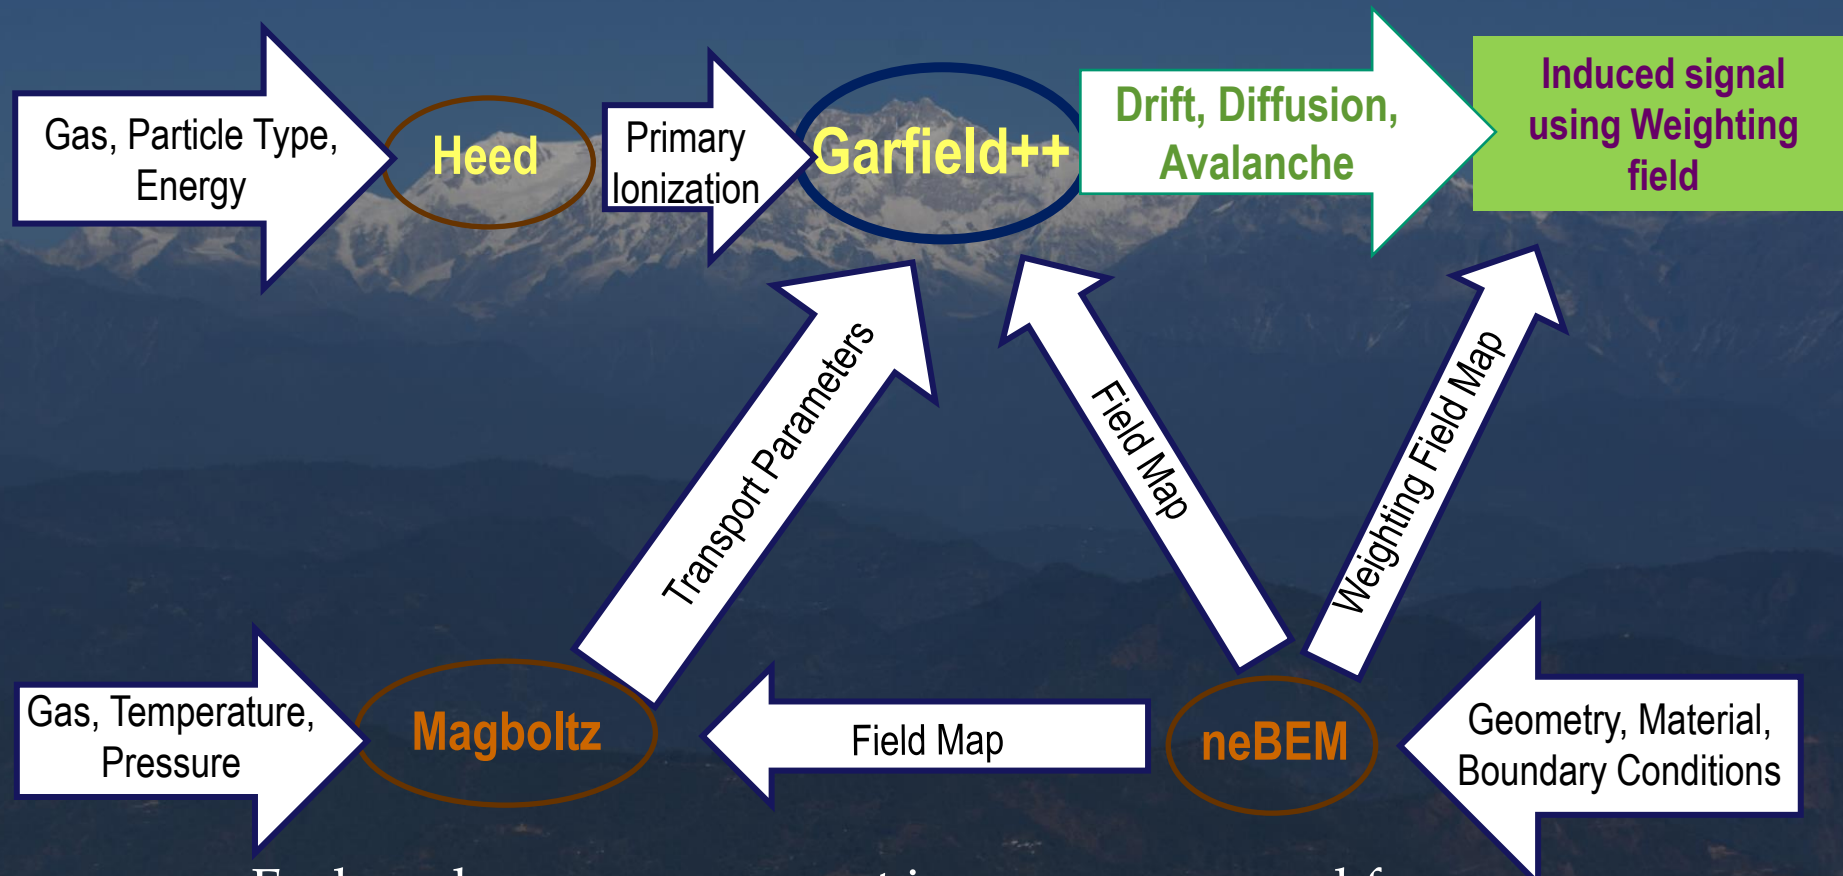 Gas, Particle Type,
Energy
Heed
Primary
Ionization
Garfield++
Drift, Diffusion,
Avalanche
Induced signal
using Weighting
field
Transport Parameters
Field Map
Weighting Field Map
Gas, Temperature,
Pressure
Magboltz
Field Map
neBEM
Geometry, Material,
Boundary Conditions